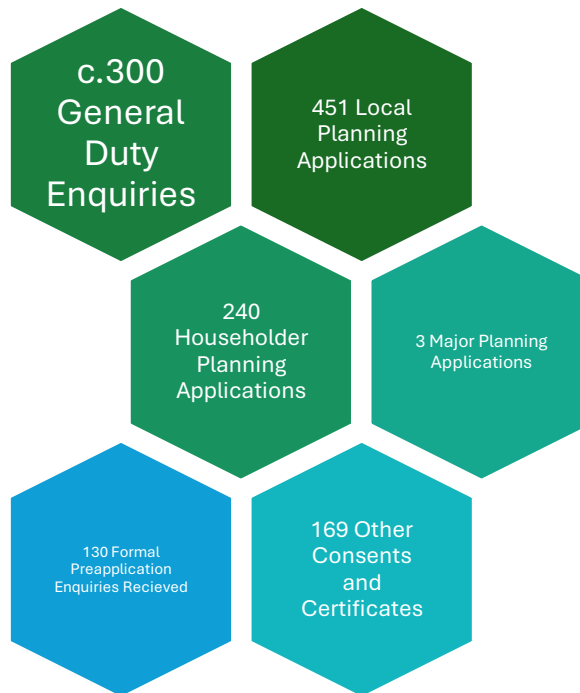 c.300
General
Duty
Enquiries
451 Local
Planning
Applications
240
Householder
Planning
Applications
3 Major Planning
Applications
130 Formal
Preapplication
Enquiries Recieved
169 Other
Consents
and
Certificates